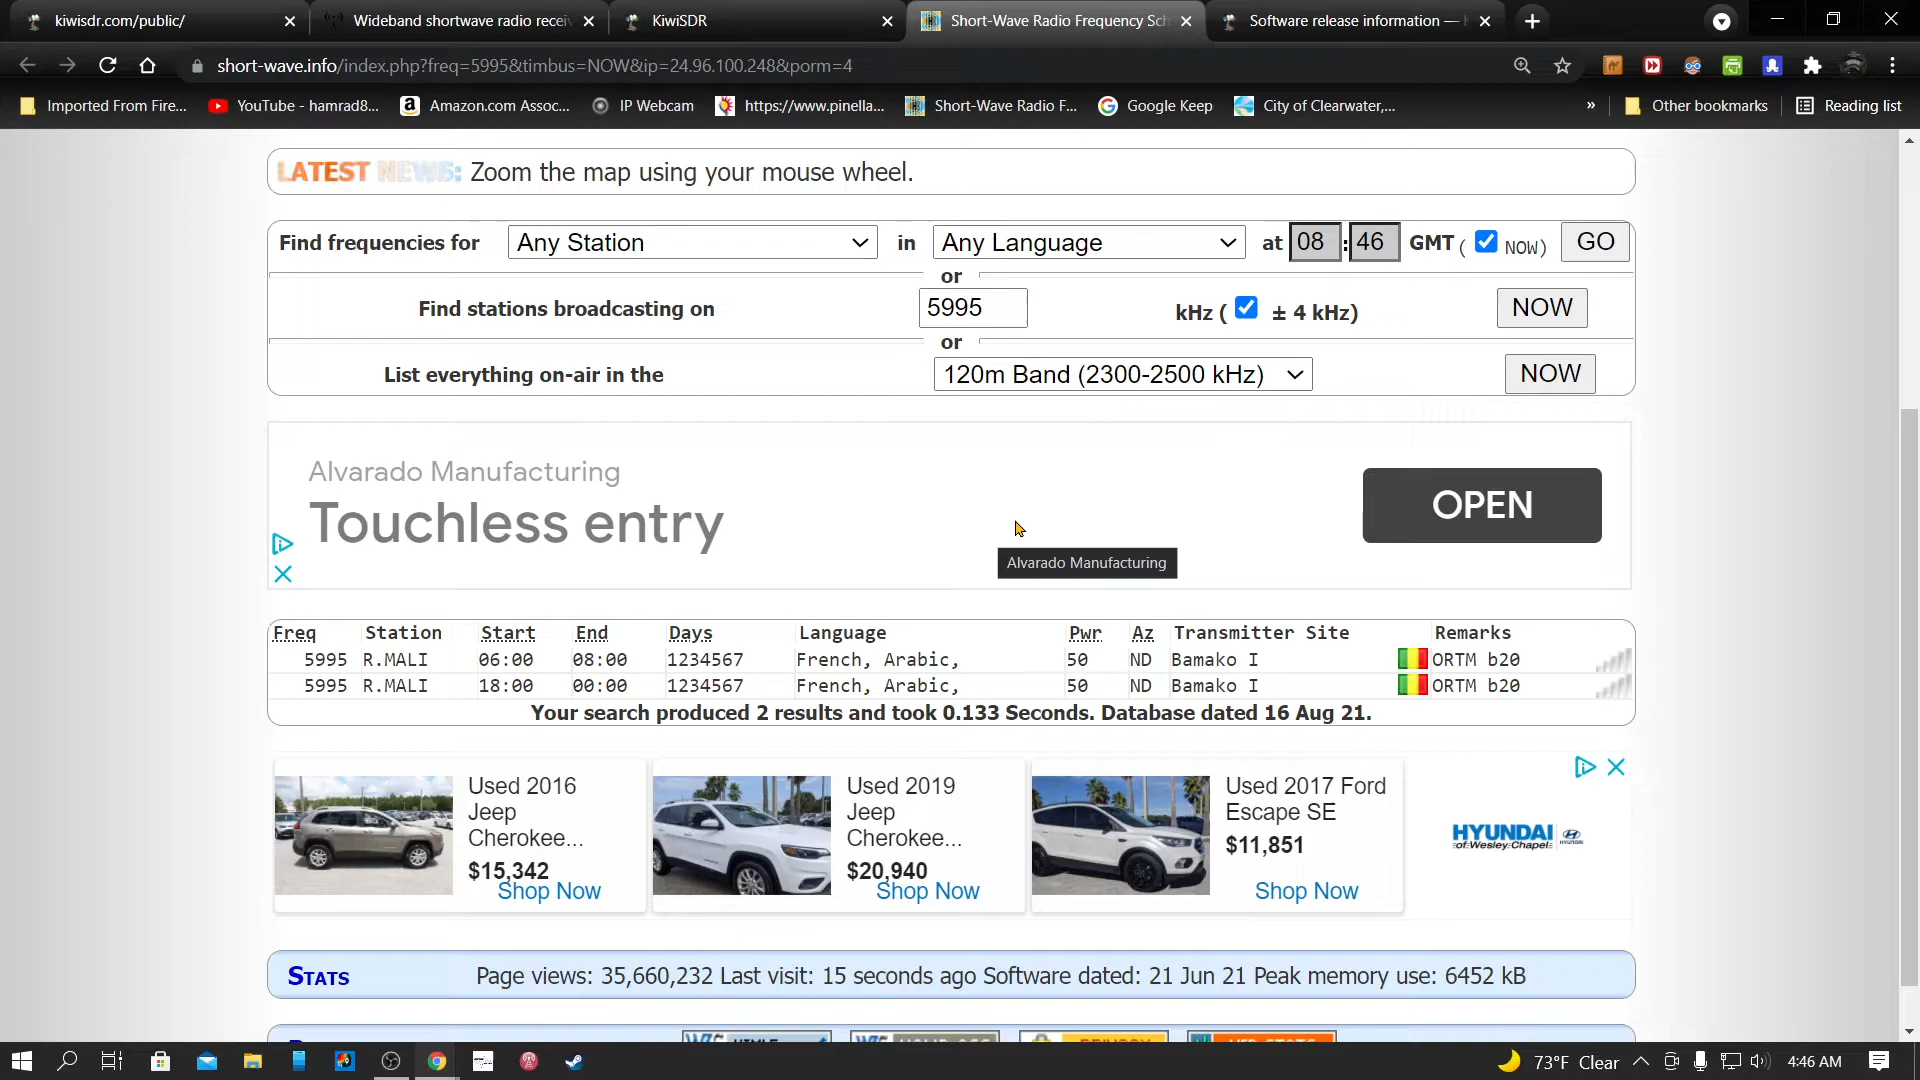 kiwisdr.com/public/
Wideband shortwave radio recei
KiwiSDR
Short-Wave Radio Frequency Sch
Software release information —
short-wave.info/index.php?freq=5995&timbus=NOW&ip=24.96.100.248&porm=4
Imported From Fire...
YouTube - hamrad8...
Amazon.com Assoc...
IP Webcam
https://www.pinella...
Short-Wave Radio F...
Google Keep
City of Clearwater,...
»
Other bookmarks
Reading list
LATEST NEWS: Zoom the map using your mouse wheel.
Find frequencies for Any Station in Any Language at 08 : 46 GMT ( NOW) GO
or
Find stations broadcasting on 5995 kHz ( ± 4 kHz) NOW
or
List everything on-air in the 120m Band (2300-2500 kHz) NOW
Alvarado Manufacturing
Touchless entry
OPEN
Alvarado Manufacturing
Freq Station Start End Days Language Pwr Az Transmitter Site Remarks
5995 R.MALI 06:00 08:00 1234567 French, Arabic, 50 ND Bamako I ORTM b20
5995 R.MALI 18:00 00:00 1234567 French, Arabic, 50 ND Bamako I ORTM b20
Your search produced 2 results and took 0.133 Seconds. Database dated 16 Aug 21.
Used 2016
Jeep
Cherokee...
$15,342
Shop Now
Used 2019
Jeep
Cherokee...
$20,940
Shop Now
Used 2017 Ford
Escape SE
$11,851
Shop Now
HYUNDAI
of Wesley Chapel
HYUNDAI
STATS Page views: 35,660,232 Last visit: 15 seconds ago Software dated: 21 Jun 21 Peak memory use: 6452 kB
73°F Clear
4:46 AM